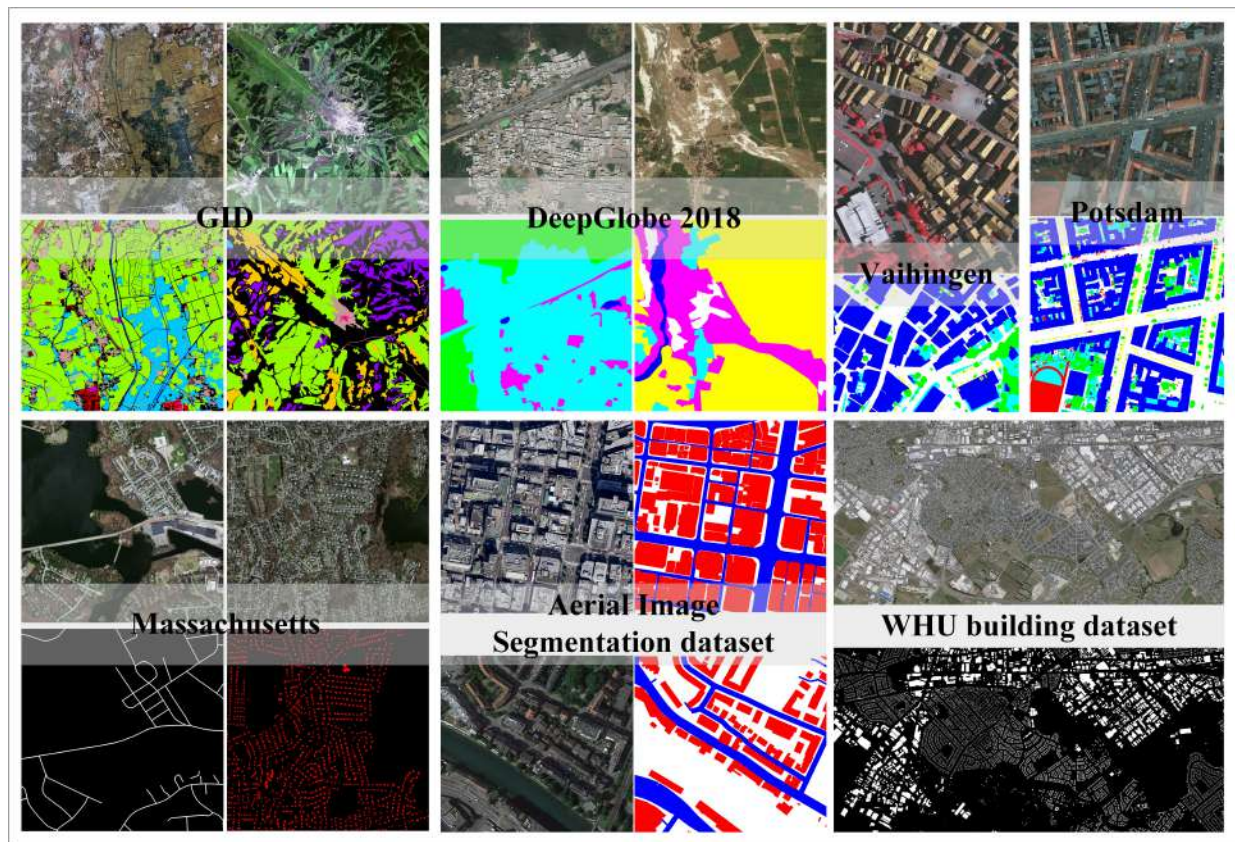 GID
DeepGlobe 2018
Potsdam
Vaihingen
Massachusetts
Aerial Image
Segmentation dataset
WHU building dataset